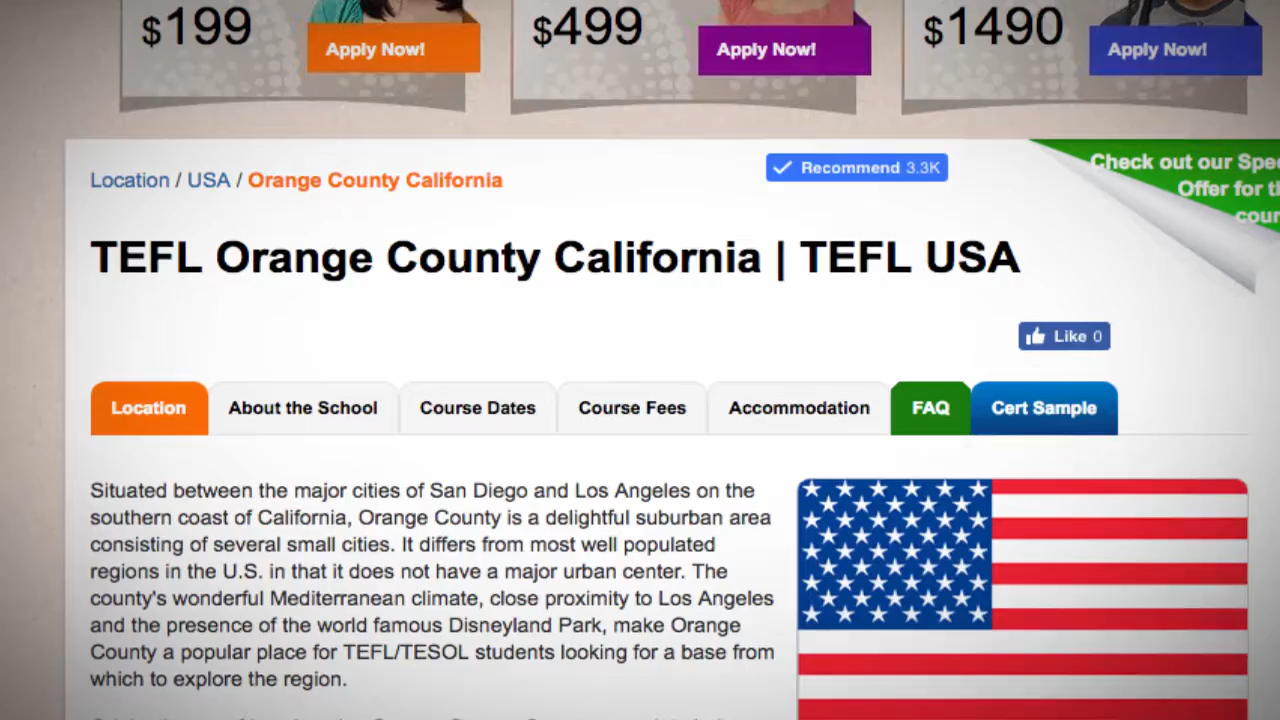 $199
Apply Now!
$499
Apply Now!
$1490
Apply Now!
Location / USA / Orange County California
Recommend 3.3K
Check out our
Offer for
TEFL Orange County California | TEFL USA
Like 0
Location
About the School
Course Dates
Course Fees
Accommodation
FAQ
Cert Sample
Situated between the major cities of San Diego and Los Angeles on the
southern coast of California, Orange County is a delightful suburban area
consisting of several small cities. It differs from most well populated
regions in the U.S. in that it does not have a major urban center. The
county's wonderful Mediterranean climate, close proximity to Los Angeles
and the presence of the world famous Disneyland Park, make Orange
County a popular place for TEFL/TESOL students looking for a base from
which to explore the region.